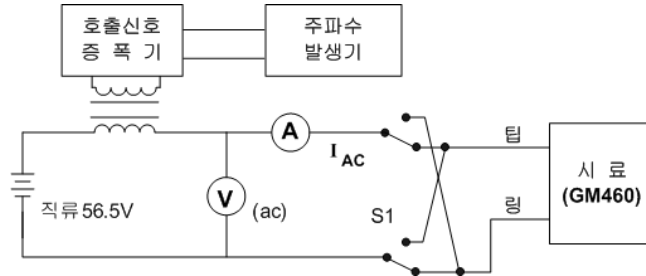 호출신호
증 폭 기
주파수
발생기
A
I AC
팁
시 료
(GM460)
직류56.5V
V
(ac)
S1
링